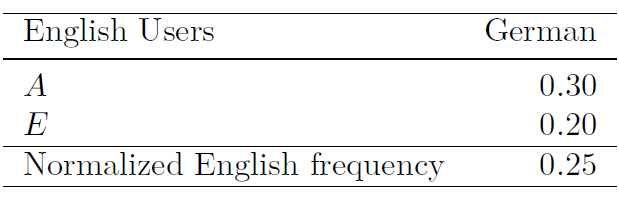 English Users German
A 0.30
E 0.20
Normalized English frequency 0.25